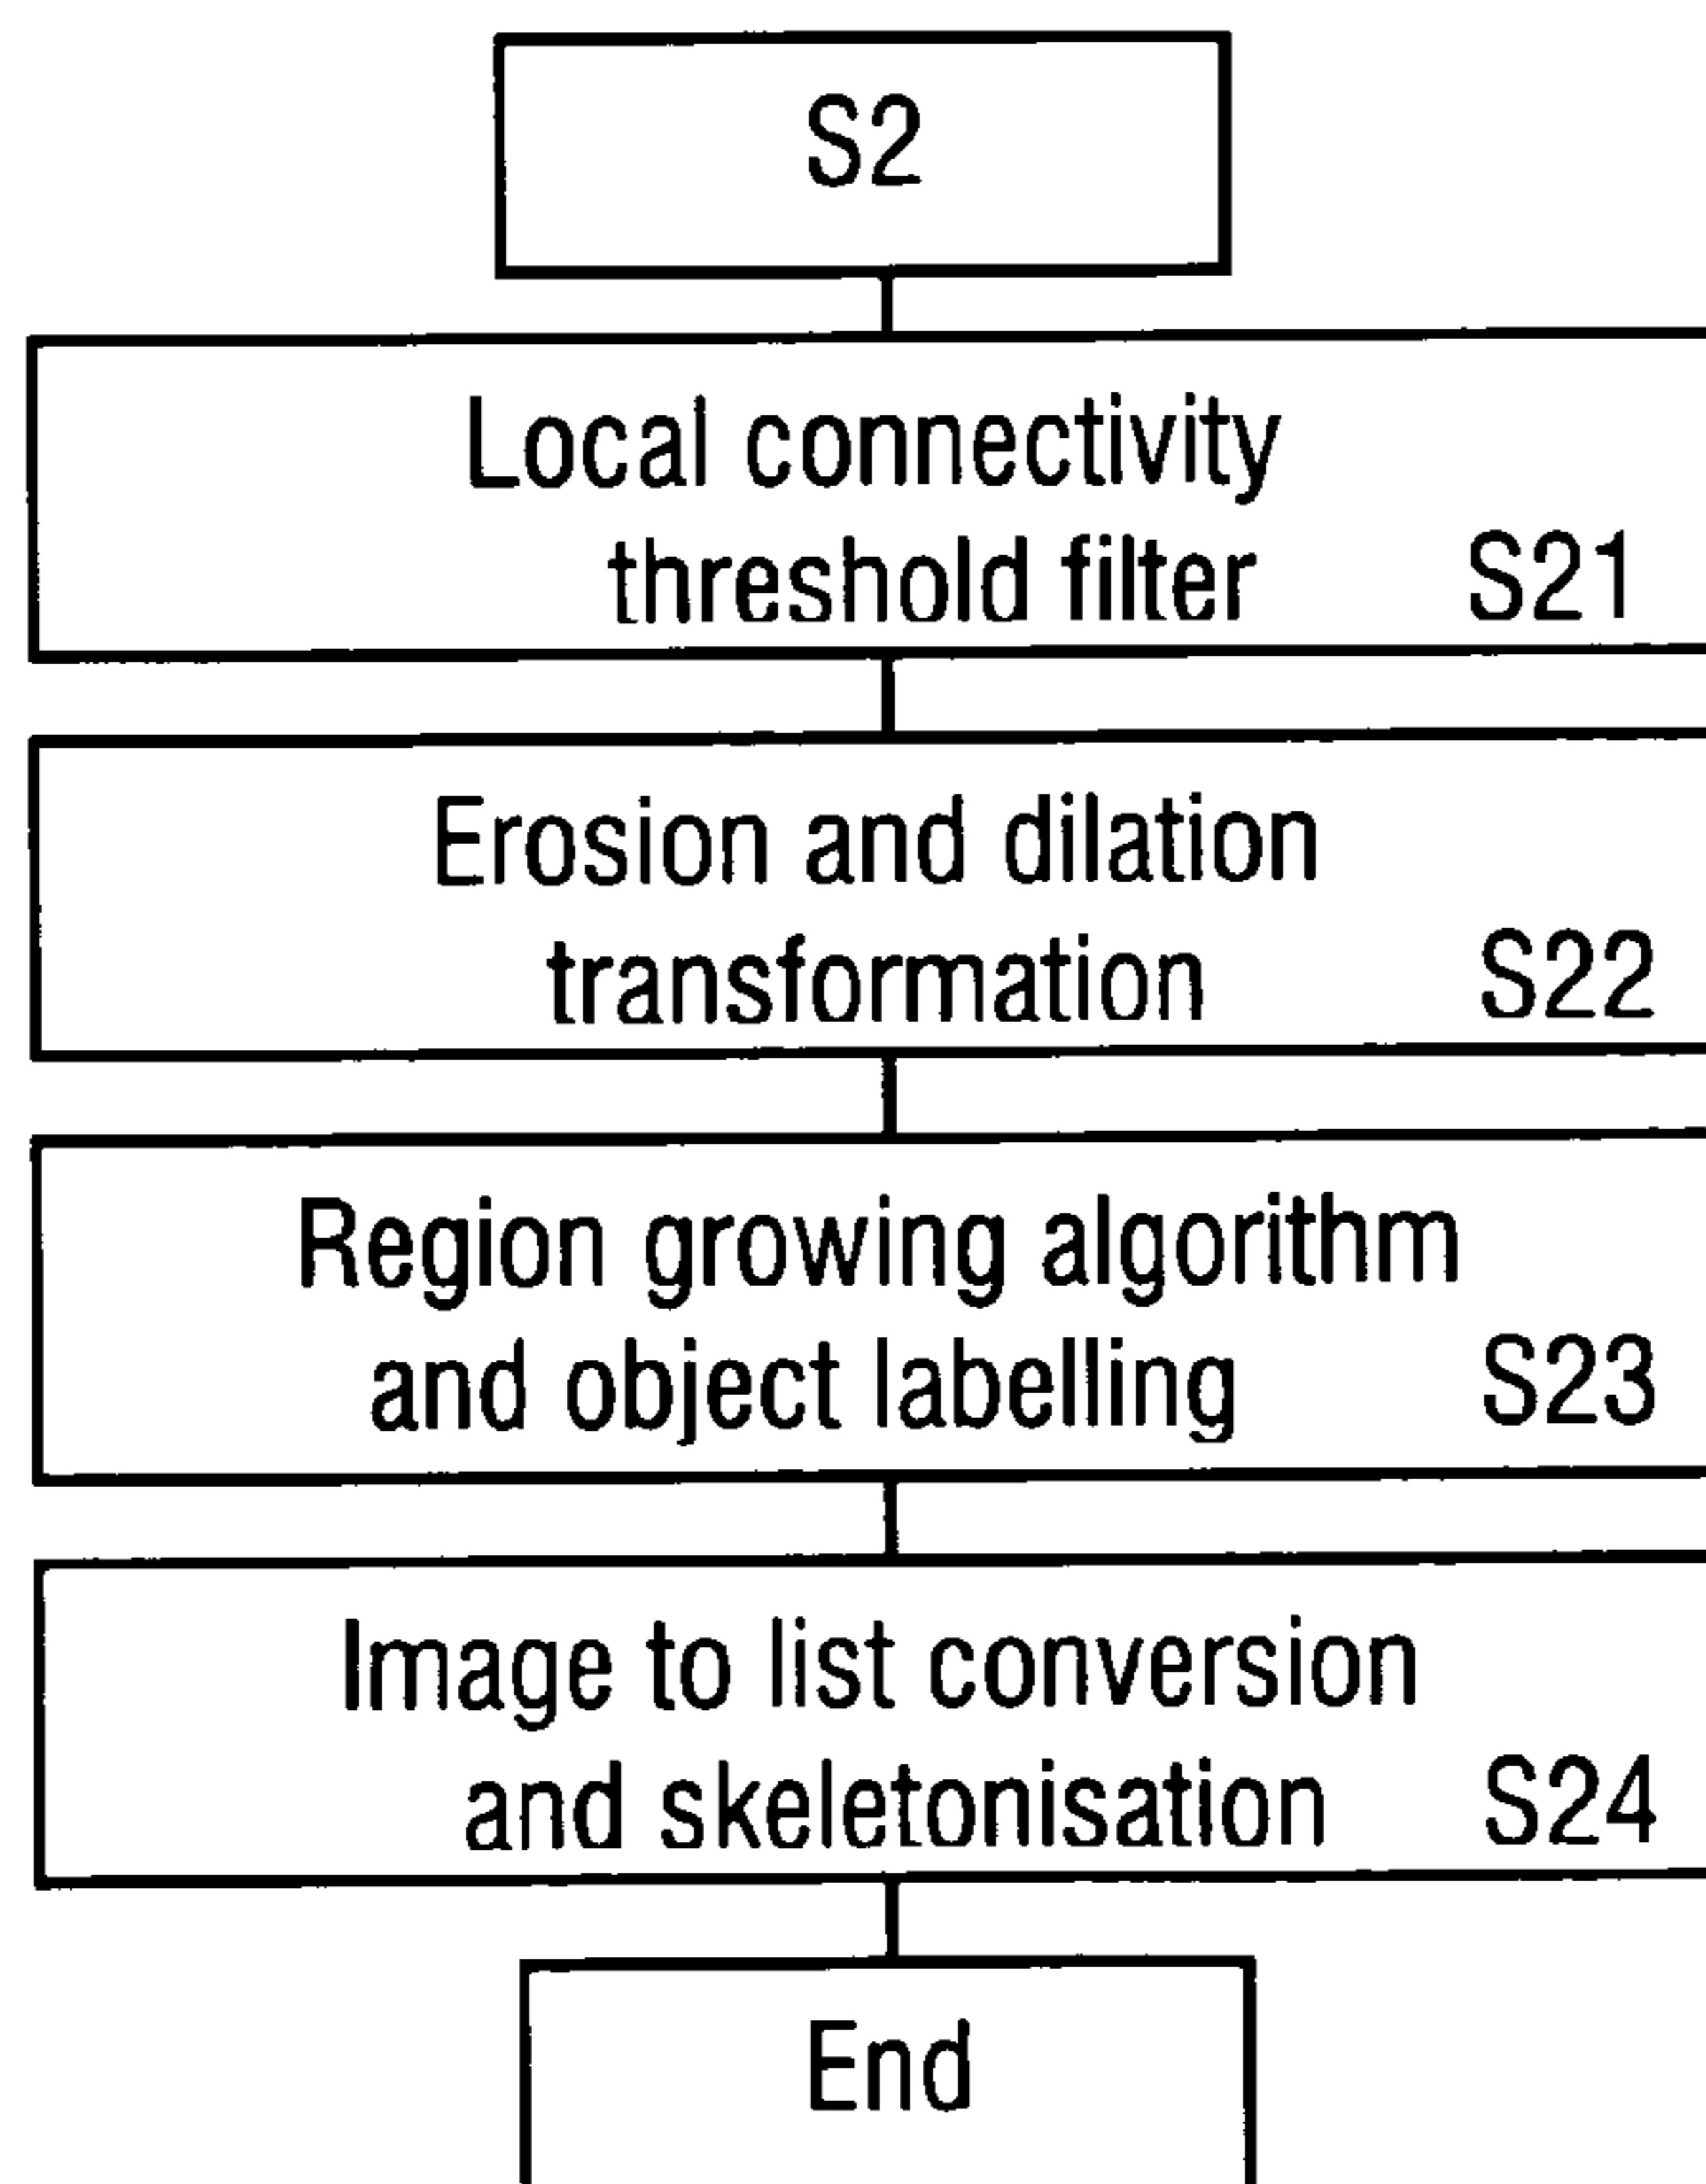 S2
Local connectivity
threshold filter S21
Erosion and dilation
transformation S22
Region growing algorithm
and object labelling S23
Image to list conversion
and skeletonisation S24
End